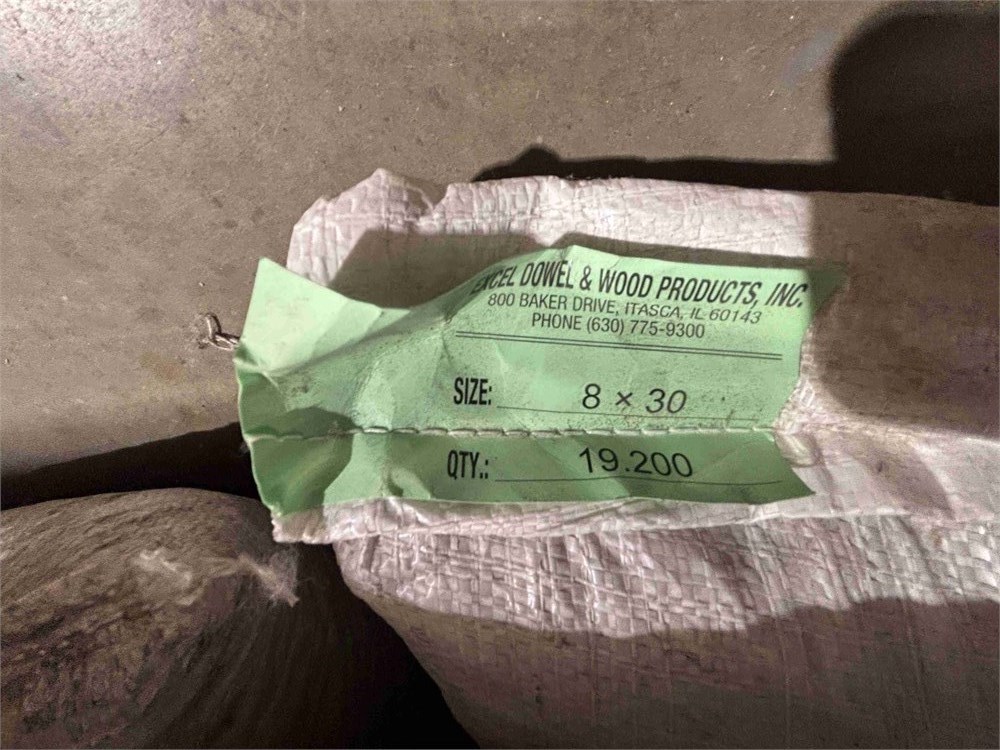 EXCEL DOWEL & WOOD PRODUCTS, INC.
800 BAKER DRIVE, ITASCA, IL 60143
PHONE (630) 775-9300
SIZE: 8 × 30
QTY.: 19.200